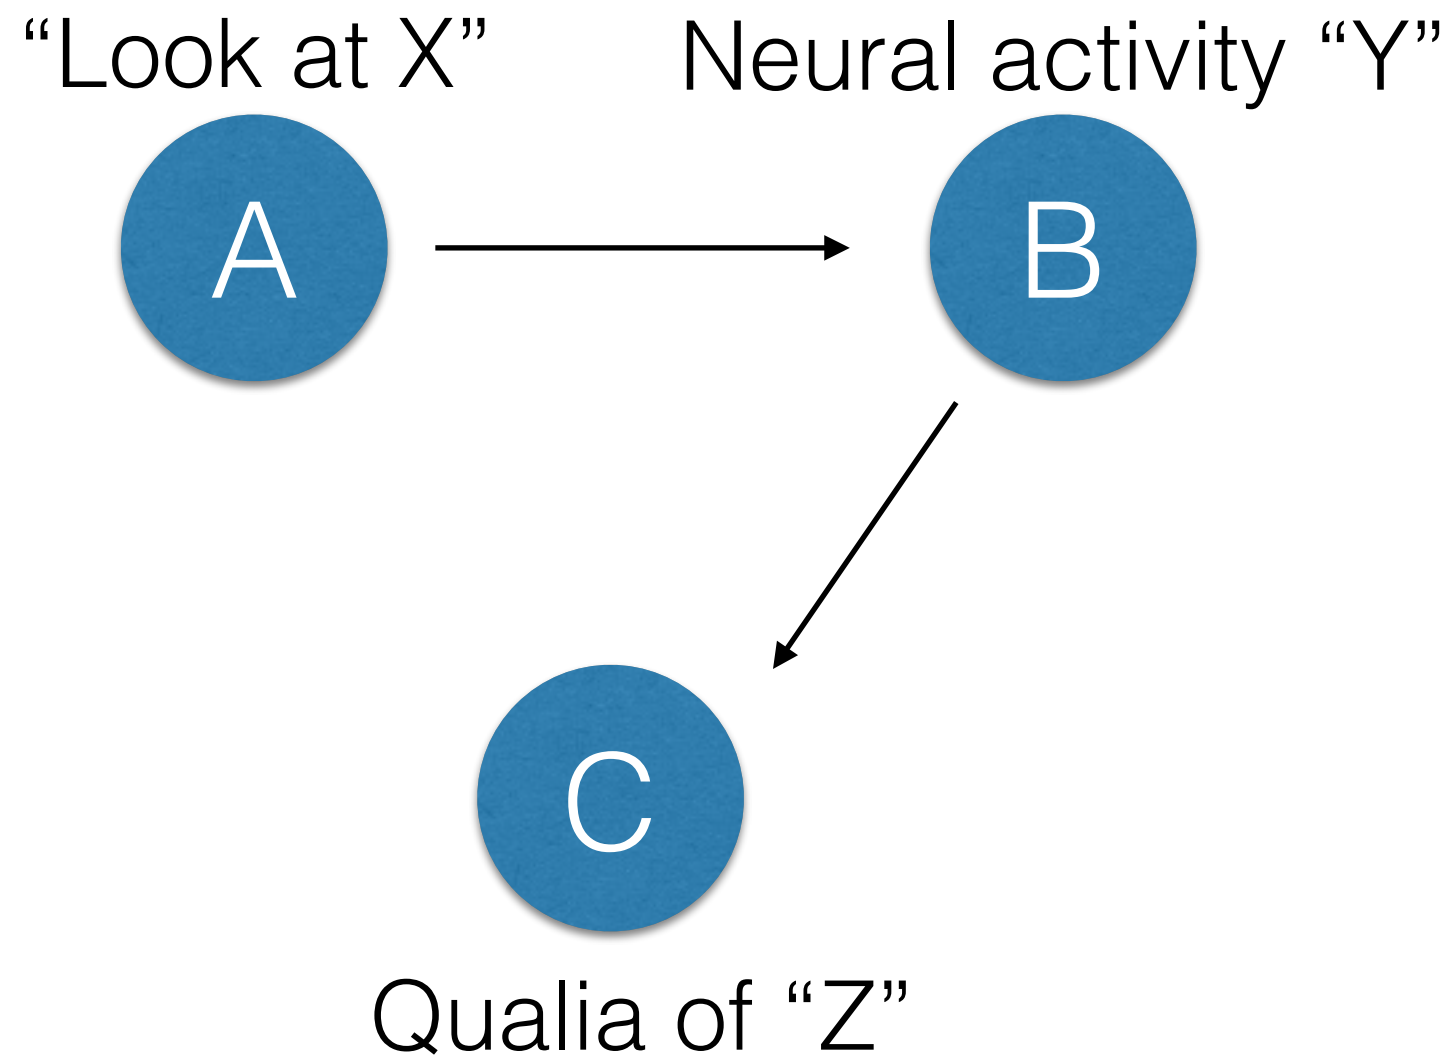 “Look at X”
Neural activity “Y”
A
B
C
Qualia of “Z”